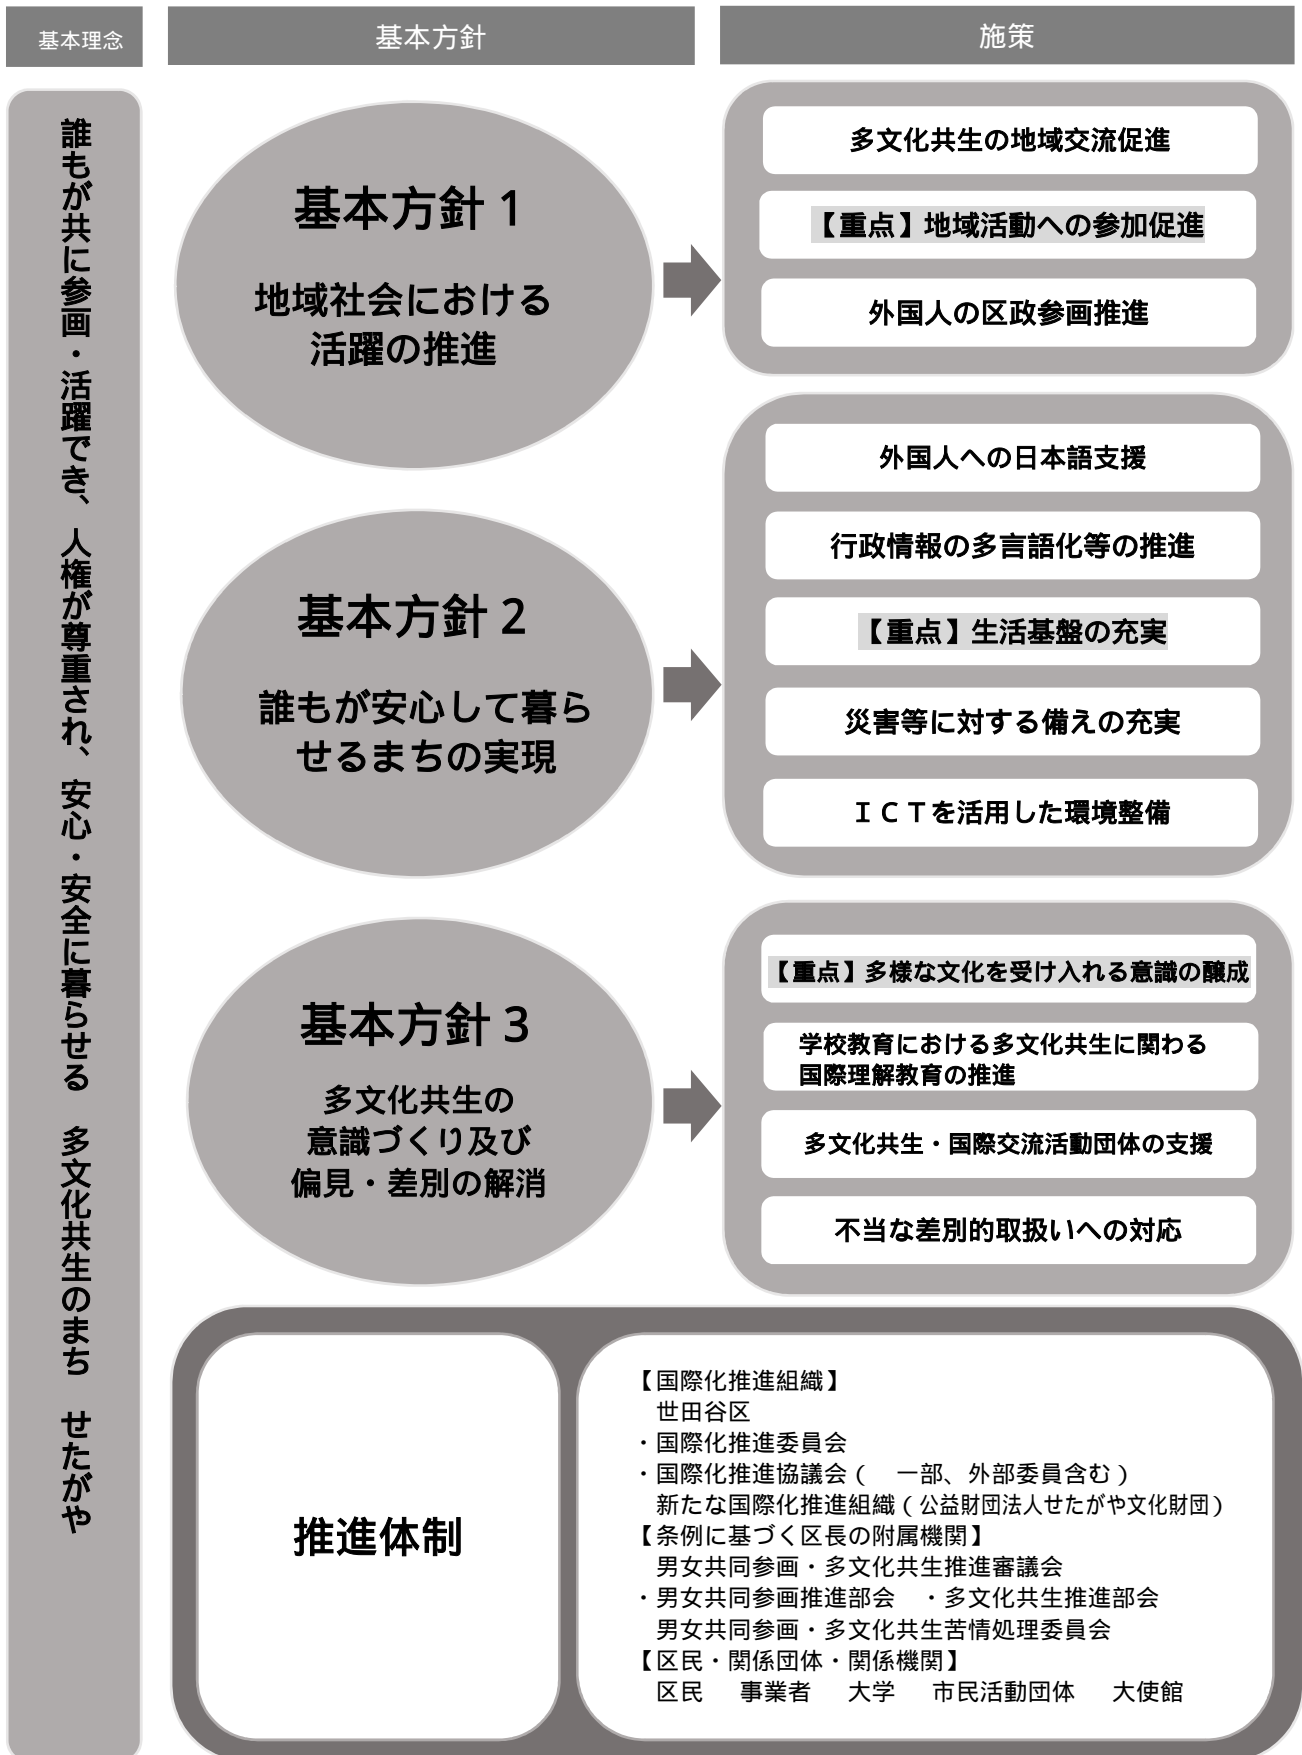 基本理念
基本方針
施策
誰もが共に参画・活躍でき、人権が尊重され、安心・安全に暮らせる　多文化共生のまち　せたがや
基本方針 1
地域社会における
活躍の推進
多文化共生の地域交流促進
【重点】地域活動への参加促進
外国人の区政参画推進
基本方針 2
誰もが安心して暮ら
せるまちの実現
外国人への日本語支援
行政情報の多言語化等の推進
【重点】生活基盤の充実
災害等に対する備えの充実
ＩＣＴを活用した環境整備
基本方針 3
多文化共生の
意識づくり及び
偏見・差別の解消
【重点】多様な文化を受け入れる意識の醸成
学校教育における多文化共生に関わる
国際理解教育の推進
多文化共生・国際交流活動団体の支援
不当な差別的取扱いへの対応
推進体制
【国際化推進組織】
世田谷区
・国際化推進委員会
・国際化推進協議会（　一部、外部委員含む）
新たな国際化推進組織（公益財団法人せたがや文化財団）
【条例に基づく区長の附属機関】
男女共同参画・多文化共生推進審議会
・男女共同参画推進部会　・多文化共生推進部会
男女共同参画・多文化共生苦情処理委員会
【区民・関係団体・関係機関】
区民　事業者　大学　市民活動団体　大使館